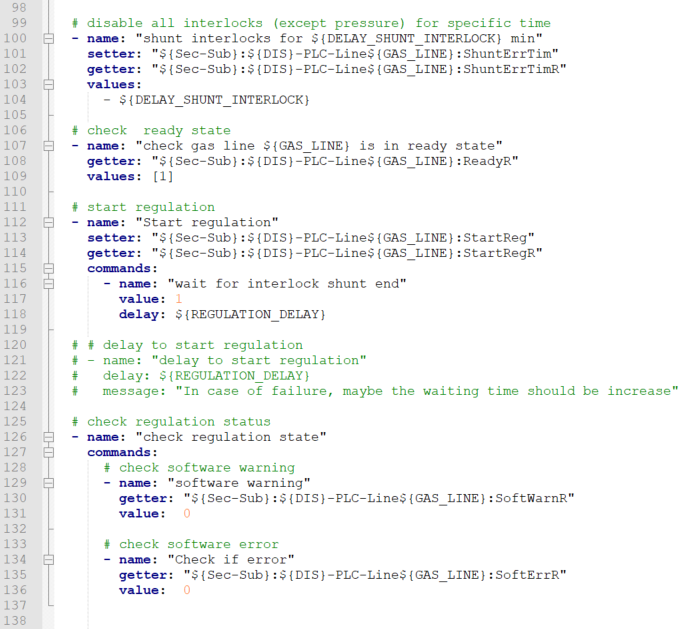 98
99 # disable all interlocks (except pressure) for specific time
100 - name: "shunt interlocks for ${DELAY_SHUNT_INTERLOCK} min"
101 setter: "${Sec-Sub}:${DIS}-PLC-Line${GAS_LINE}:ShuntErrTim"
102 getter: "${Sec-Sub}:${DIS}-PLC-Line${GAS_LINE}:ShuntErrTimR"
103 values:
104 - ${DELAY_SHUNT_INTERLOCK}
105
106 # check  ready state
107 - name: "check gas line ${GAS_LINE} is in ready state"
108 getter: "${Sec-Sub}:${DIS}-PLC-Line${GAS_LINE}:ReadyR"
109 values: [1]
110
111 # start regulation
112 - name: "Start regulation"
113 setter: "${Sec-Sub}:${DIS}-PLC-Line${GAS_LINE}:StartReg"
114 getter: "${Sec-Sub}:${DIS}-PLC-Line${GAS_LINE}:StartRegR"
115 commands:
116 - name: "wait for interlock shunt end"
117 value: 1
118 delay: ${REGULATION_DELAY}
119
120 # # delay to start regulation
121 # - name: "delay to start regulation"
122 #   delay: ${REGULATION_DELAY}
123 #   message: "In case of failure, maybe the waiting time should be increase"
124
125 # check regulation status
126 - name: "check regulation state"
127 commands:
128 # check software warning
129 - name: "software warning"
130 getter: "${Sec-Sub}:${DIS}-PLC-Line${GAS_LINE}:SoftWarnR"
131 value:  0
132
133 # check software error
134 - name: "Check if error"
135 getter: "${Sec-Sub}:${DIS}-PLC-Line${GAS_LINE}:SoftErrR"
136 value:  0
137
138